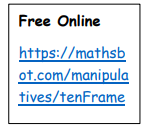 Free Online
https://mathsb
ot.com/manipula
tives/tenFrame